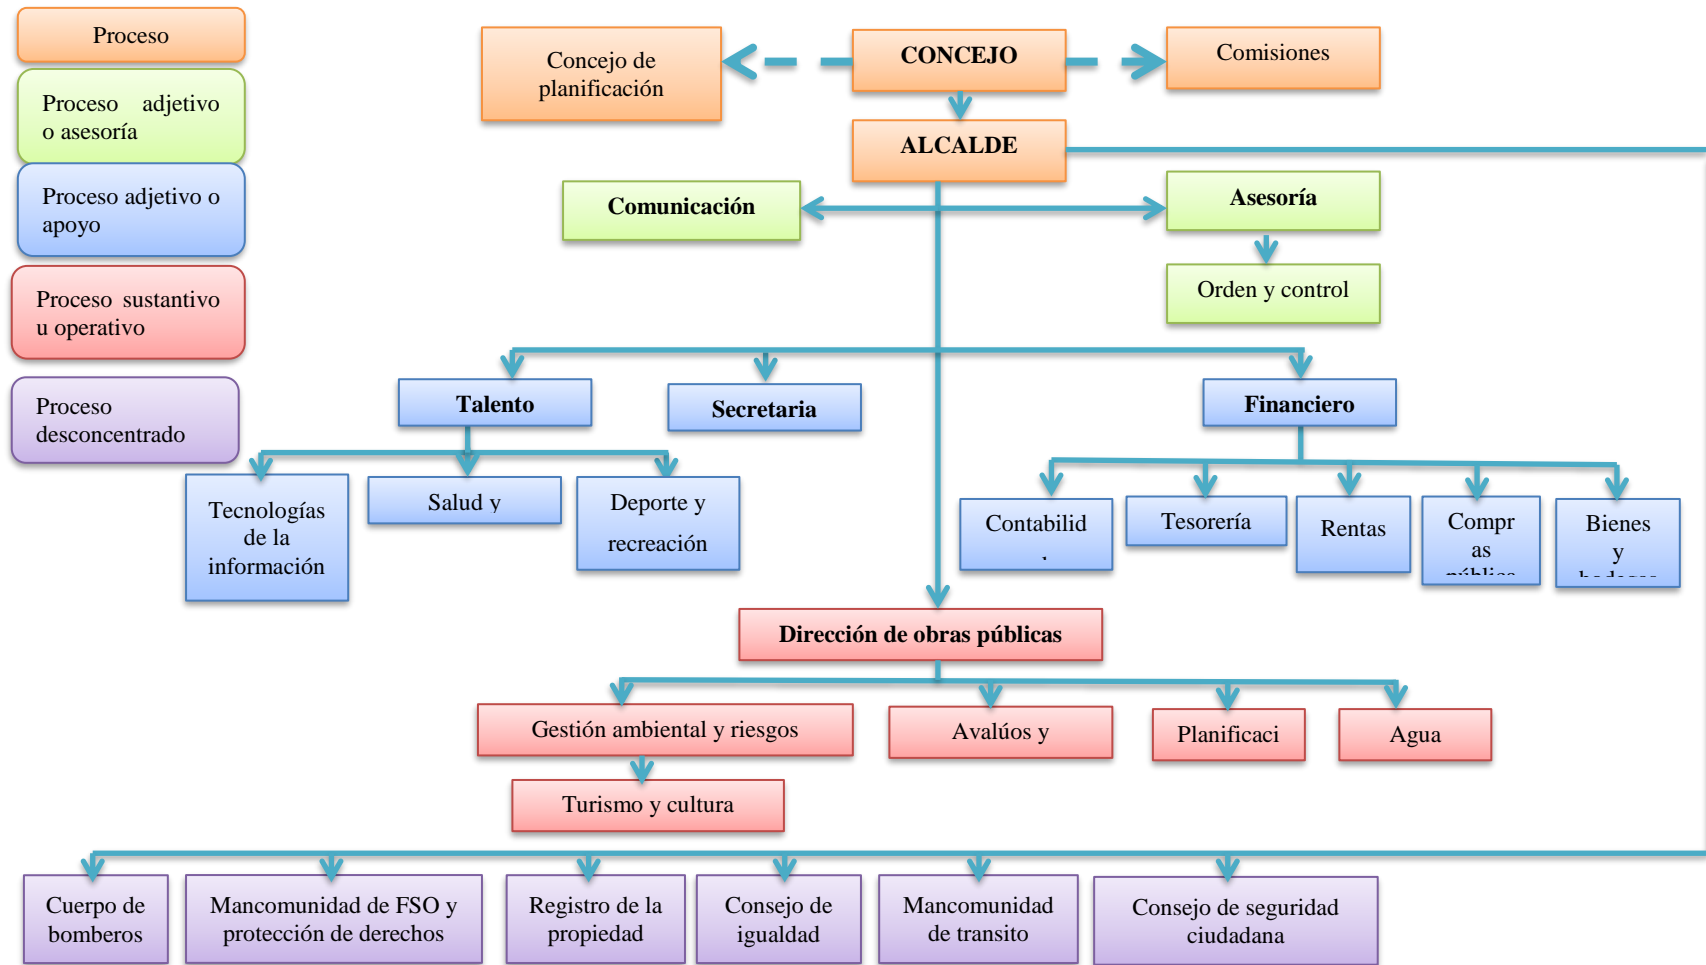 Proceso
Proceso adjetivo
o asesoría
Proceso adjetivo o
apoyo
Proceso sustantivo
u operativo
Proceso
desconcentrado
Concejo de
planificación
CONCEJO
Comisiones
ALCALDE
Comunicación
Asesoría
Orden y control
Talento
Secretaria
Financiero
Tecnologías
de la
información
Salud y
Deporte y
recreación
Contabilid
Tesorería
Rentas
Compr
as
pública
Bienes
y
bodegas
Dirección de obras públicas
Gestión ambiental y riesgos
Avalúos y
Planificaci
Agua
Turismo y cultura
Cuerpo de
bomberos
Mancomunidad de FSO y
protección de derechos
Registro de la
propiedad
Consejo de
igualdad
Mancomunidad
de transito
Consejo de seguridad
ciudadana